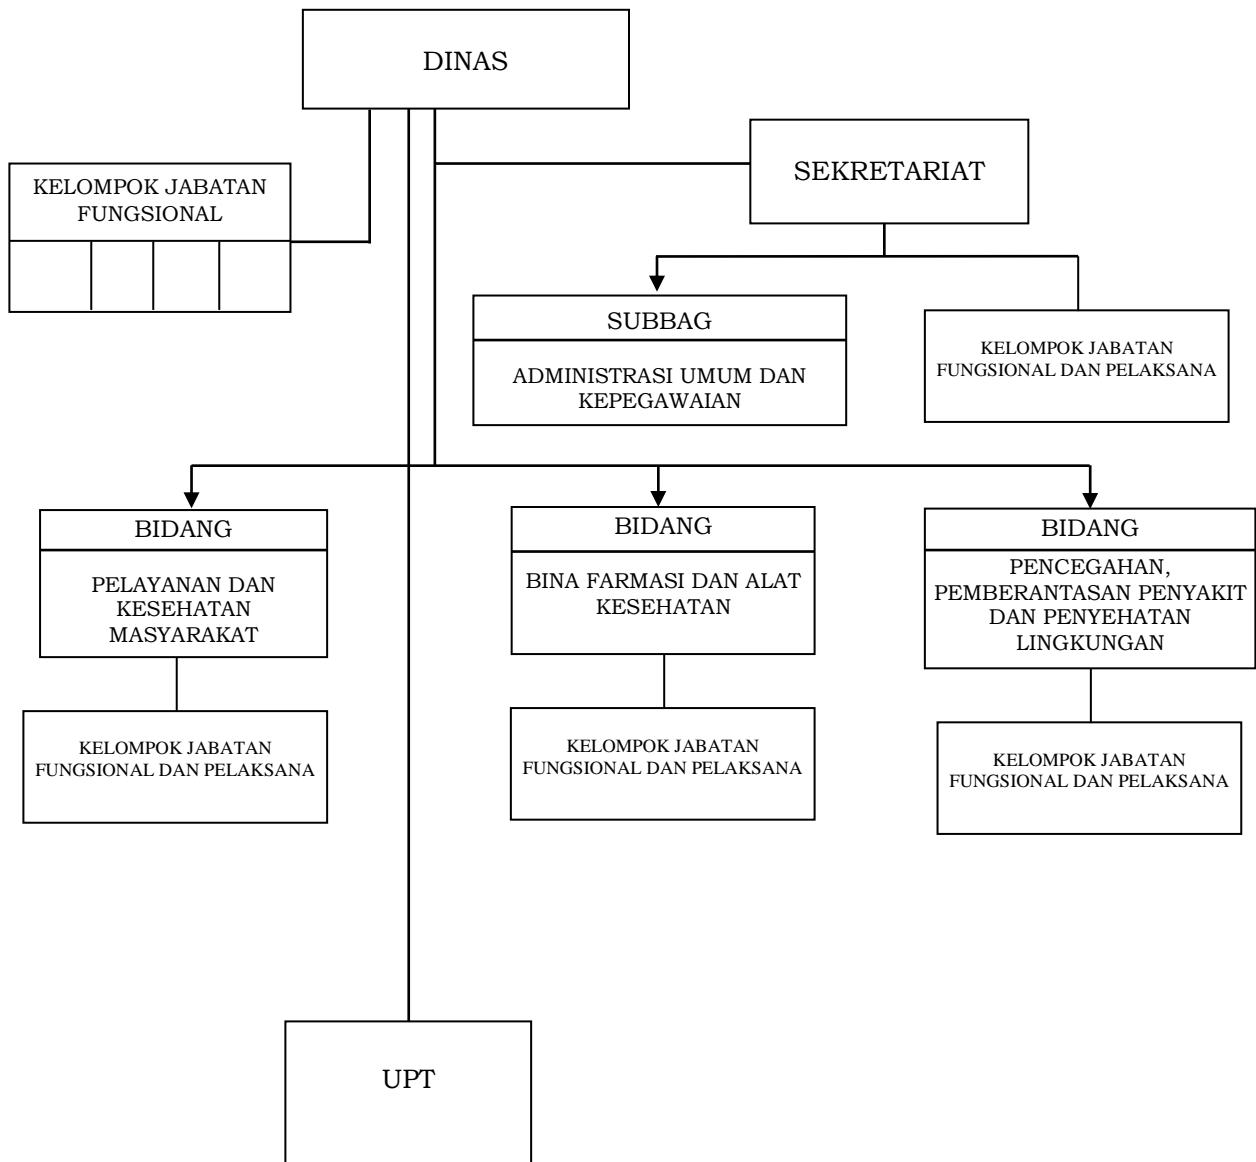 DINAS
SEKRETARIAT
KELOMPOK JABATAN
FUNGSIONAL
SUBBAG
ADMINISTRASI UMUM DAN
KEPEGAWAIAN
KELOMPOK JABATAN
FUNGSIONAL DAN PELAKSANA
BIDANG
PELAYANAN DAN
KESEHATAN
MASYARAKAT
BIDANG
BINA FARMASI DAN ALAT
KESEHATAN
BIDANG
PENCEGAHAN,
PEMBERANTASAN PENYAKIT
DAN PENYEHATAN
LINGKUNGAN
KELOMPOK JABATAN
FUNGSIONAL DAN PELAKSANA
KELOMPOK JABATAN
FUNGSIONAL DAN PELAKSANA
KELOMPOK JABATAN
FUNGSIONAL DAN PELAKSANA
UPT